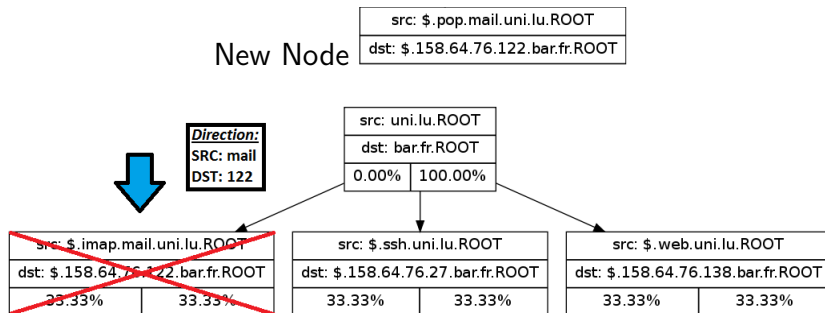 New Node
src: $.pop.mail.uni.lu.ROOT
dst: $.158.64.76.122.bar.fr.ROOT
Direction:
SRC: mail
DST: 122
src: uni.lu.ROOT
dst: bar.fr.ROOT
0.00% 100.00%
src: $.imap.mail.uni.lu.ROOT
dst: $.158.64.76.122.bar.fr.ROOT
33.33% 33.33%
src: $.ssh.uni.lu.ROOT
dst: $.158.64.76.27.bar.fr.ROOT
33.33% 33.33%
src: $.web.uni.lu.ROOT
dst: $.158.64.76.138.bar.fr.ROOT
33.33% 33.33%